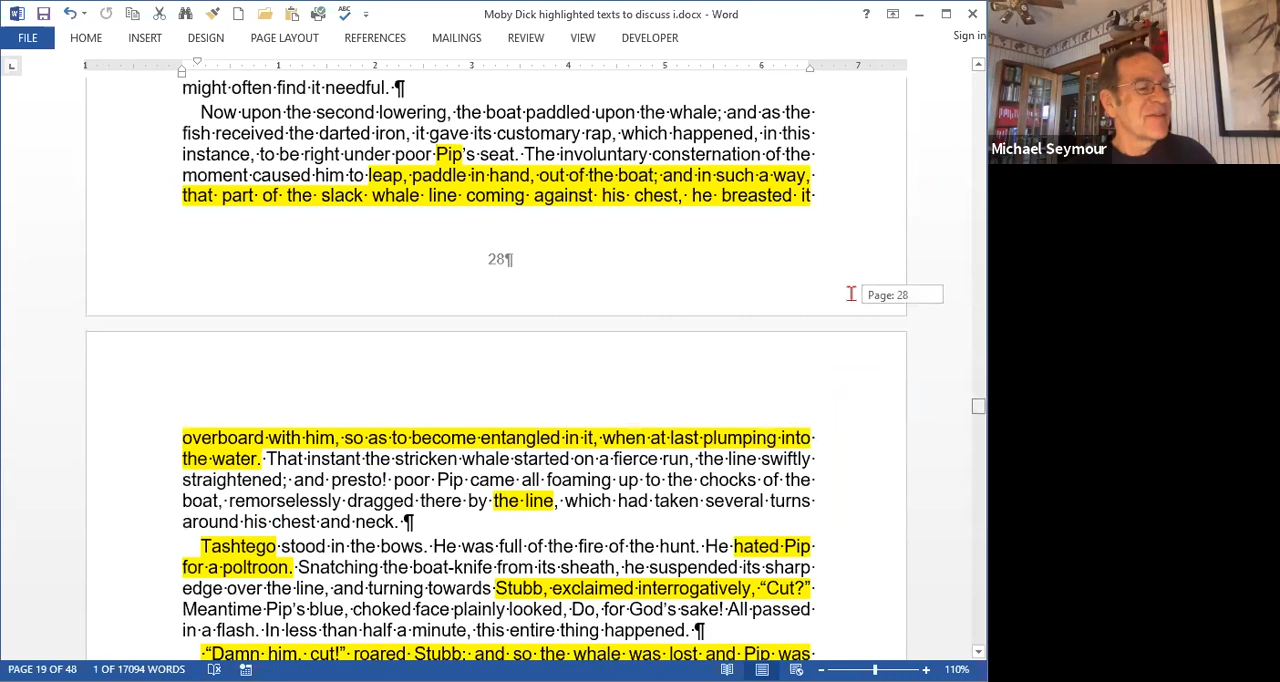 Moby Dick highlighted texts to discuss i.docx - Word
FILE HOME INSERT DESIGN PAGE LAYOUT REFERENCES MAILINGS REVIEW VIEW DEVELOPER Sign in
1 1 2 3 4 5 6 7
might often find it needful. ¶
Now upon the second lowering, the boat paddled upon the whale; and as the
fish received the darted iron, it gave its customary rap, which happened, in this
instance, to be right under poor Pip's seat. The involuntary consternation of the
moment caused him to leap, paddle in hand, out of the boat; and in such a way,
that part of the slack whale line coming against his chest, he breasted it
28¶
Page: 28
overboard with him, so as to become entangled in it, when at last plumping into
the water. That instant the stricken whale started on a fierce run, the line swiftly
straightened; and presto! poor Pip came all foaming up to the chocks of the
boat, remorselessly dragged there by the line, which had taken several turns
around his chest and neck. ¶
Tashtego stood in the bows. He was full of the fire of the hunt. He hated Pip
for a poltroon. Snatching the boat-knife from its sheath, he suspended its sharp
edge over the line, and turning towards Stubb, exclaimed interrogatively, “Cut?”
Meantime Pip's blue, choked face plainly looked, Do, for God's sake! All passed
in a flash. In less than half a minute, this entire thing happened. ¶
“Damn him, cut!” roared Stubb; and so the whale was lost and Pip was
PAGE 19 OF 48 1 OF 17094 WORDS 110%
Michael Seymour